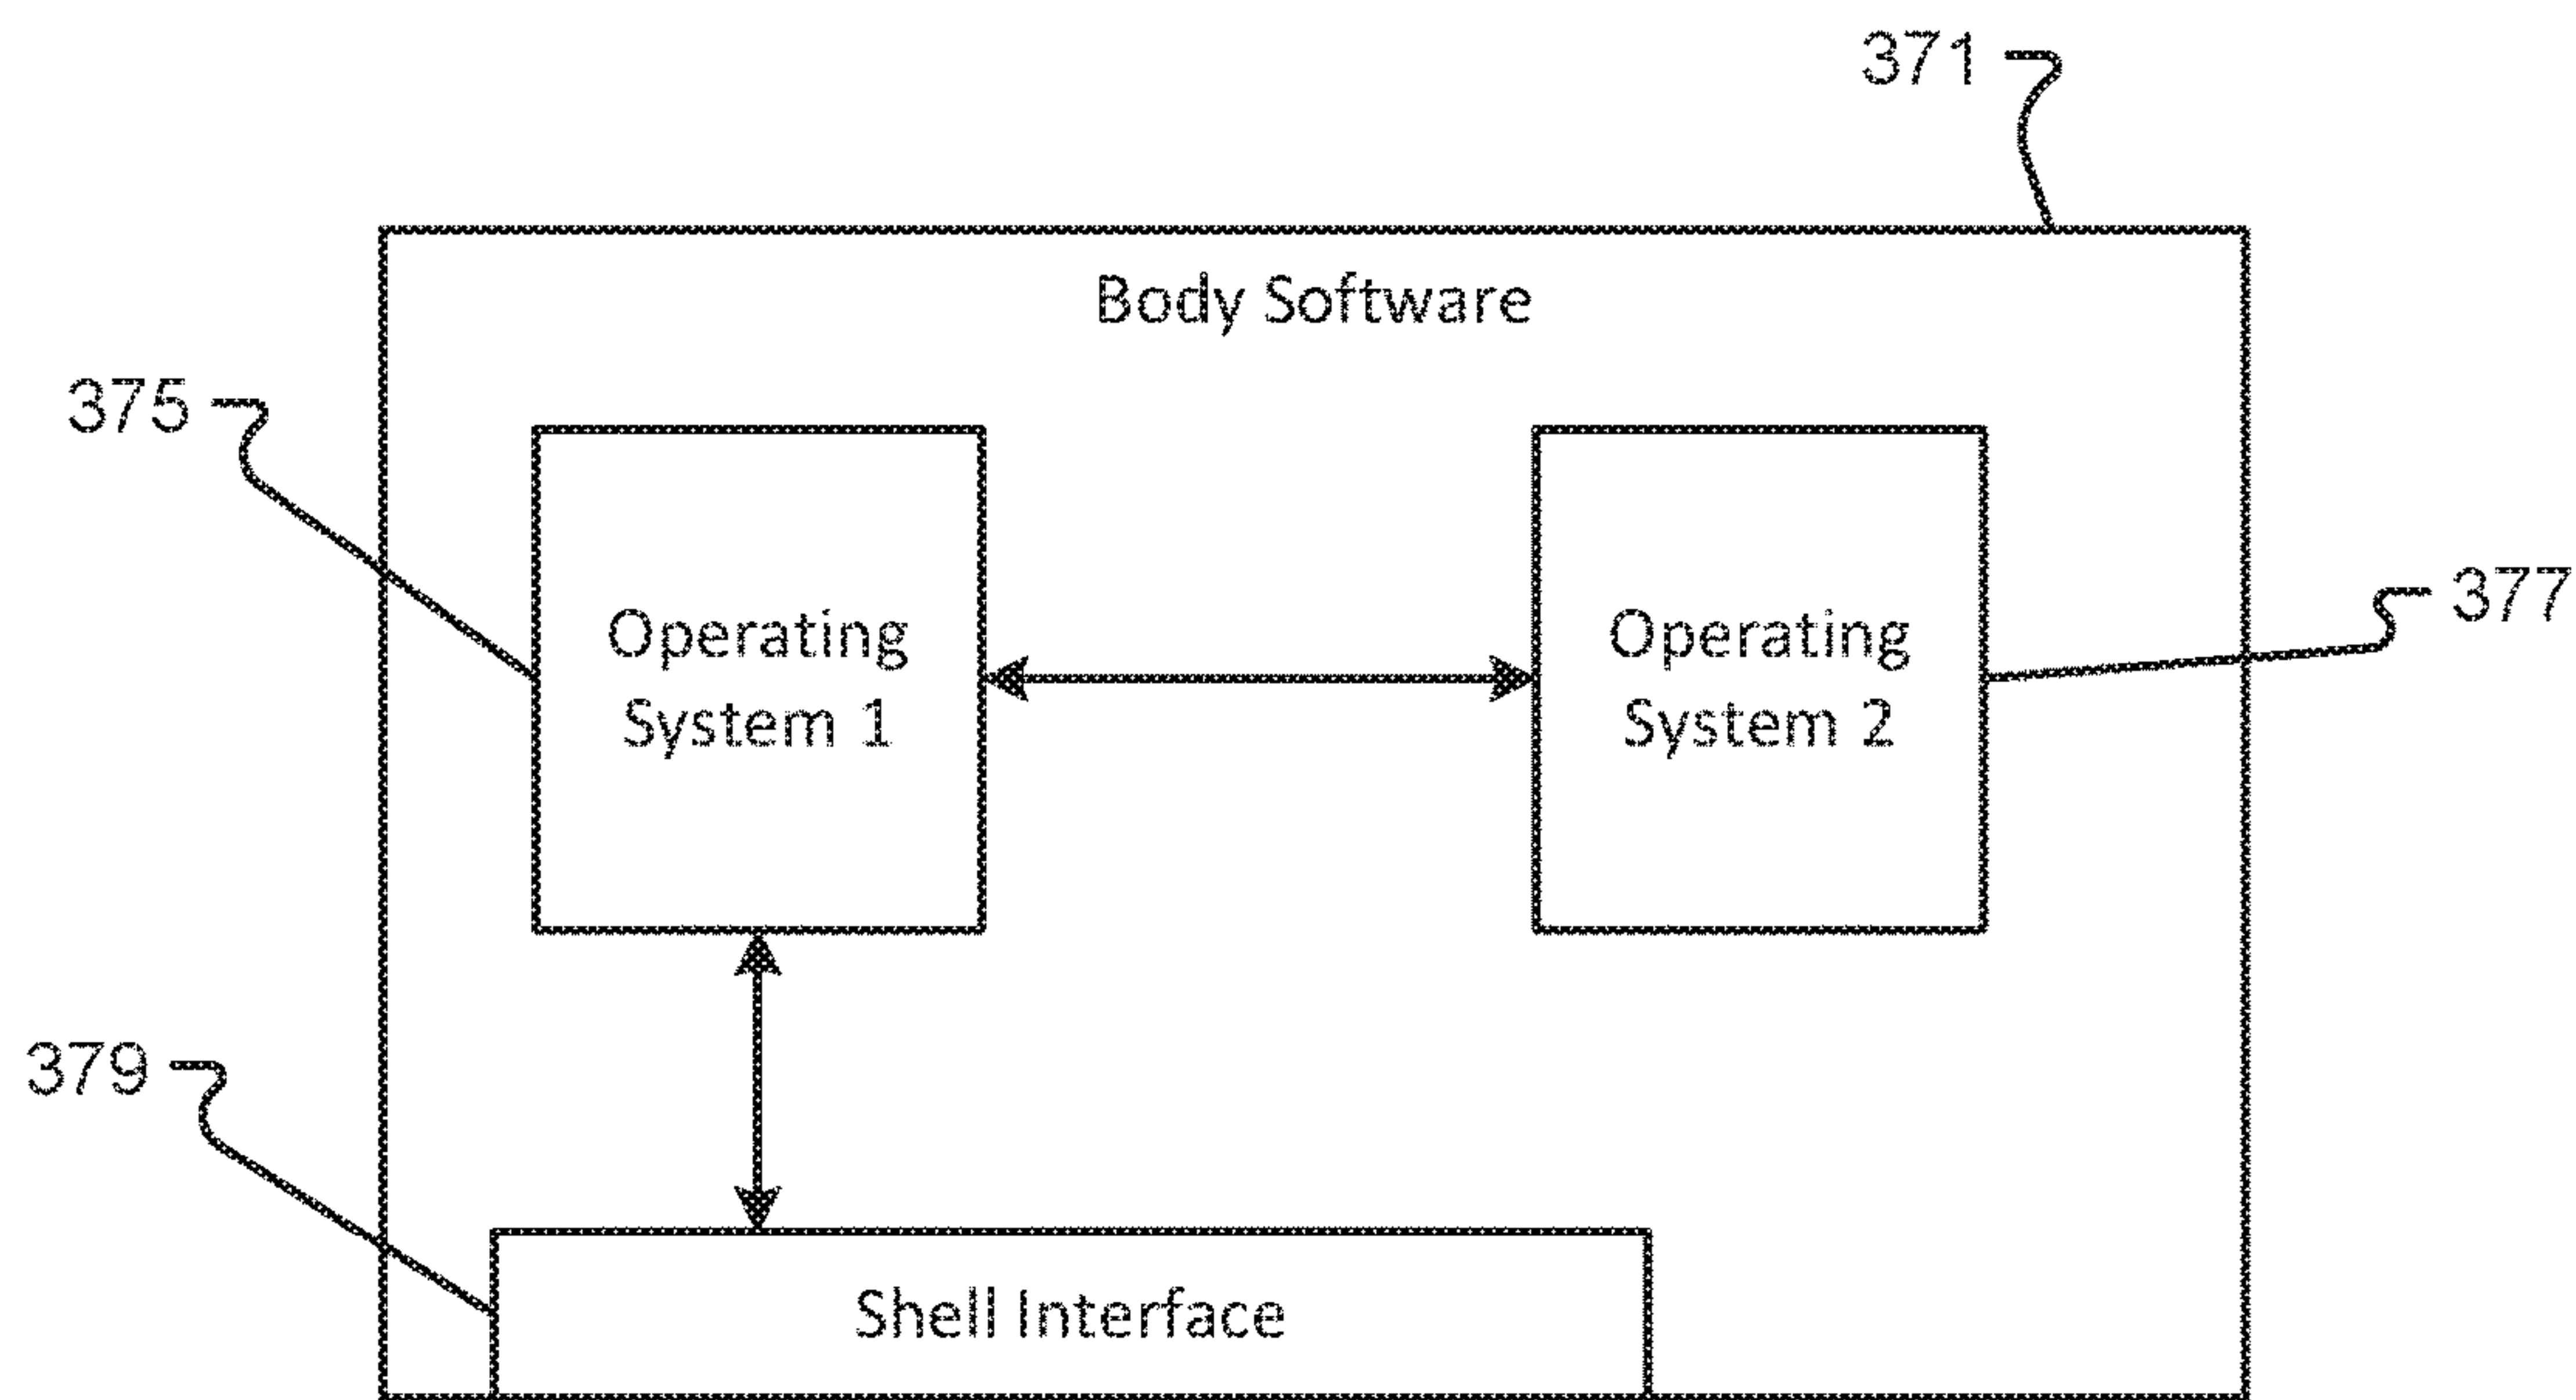 371
Body Software
375
Operating
System 1
Operating
System 2
377
379
Shell Interface